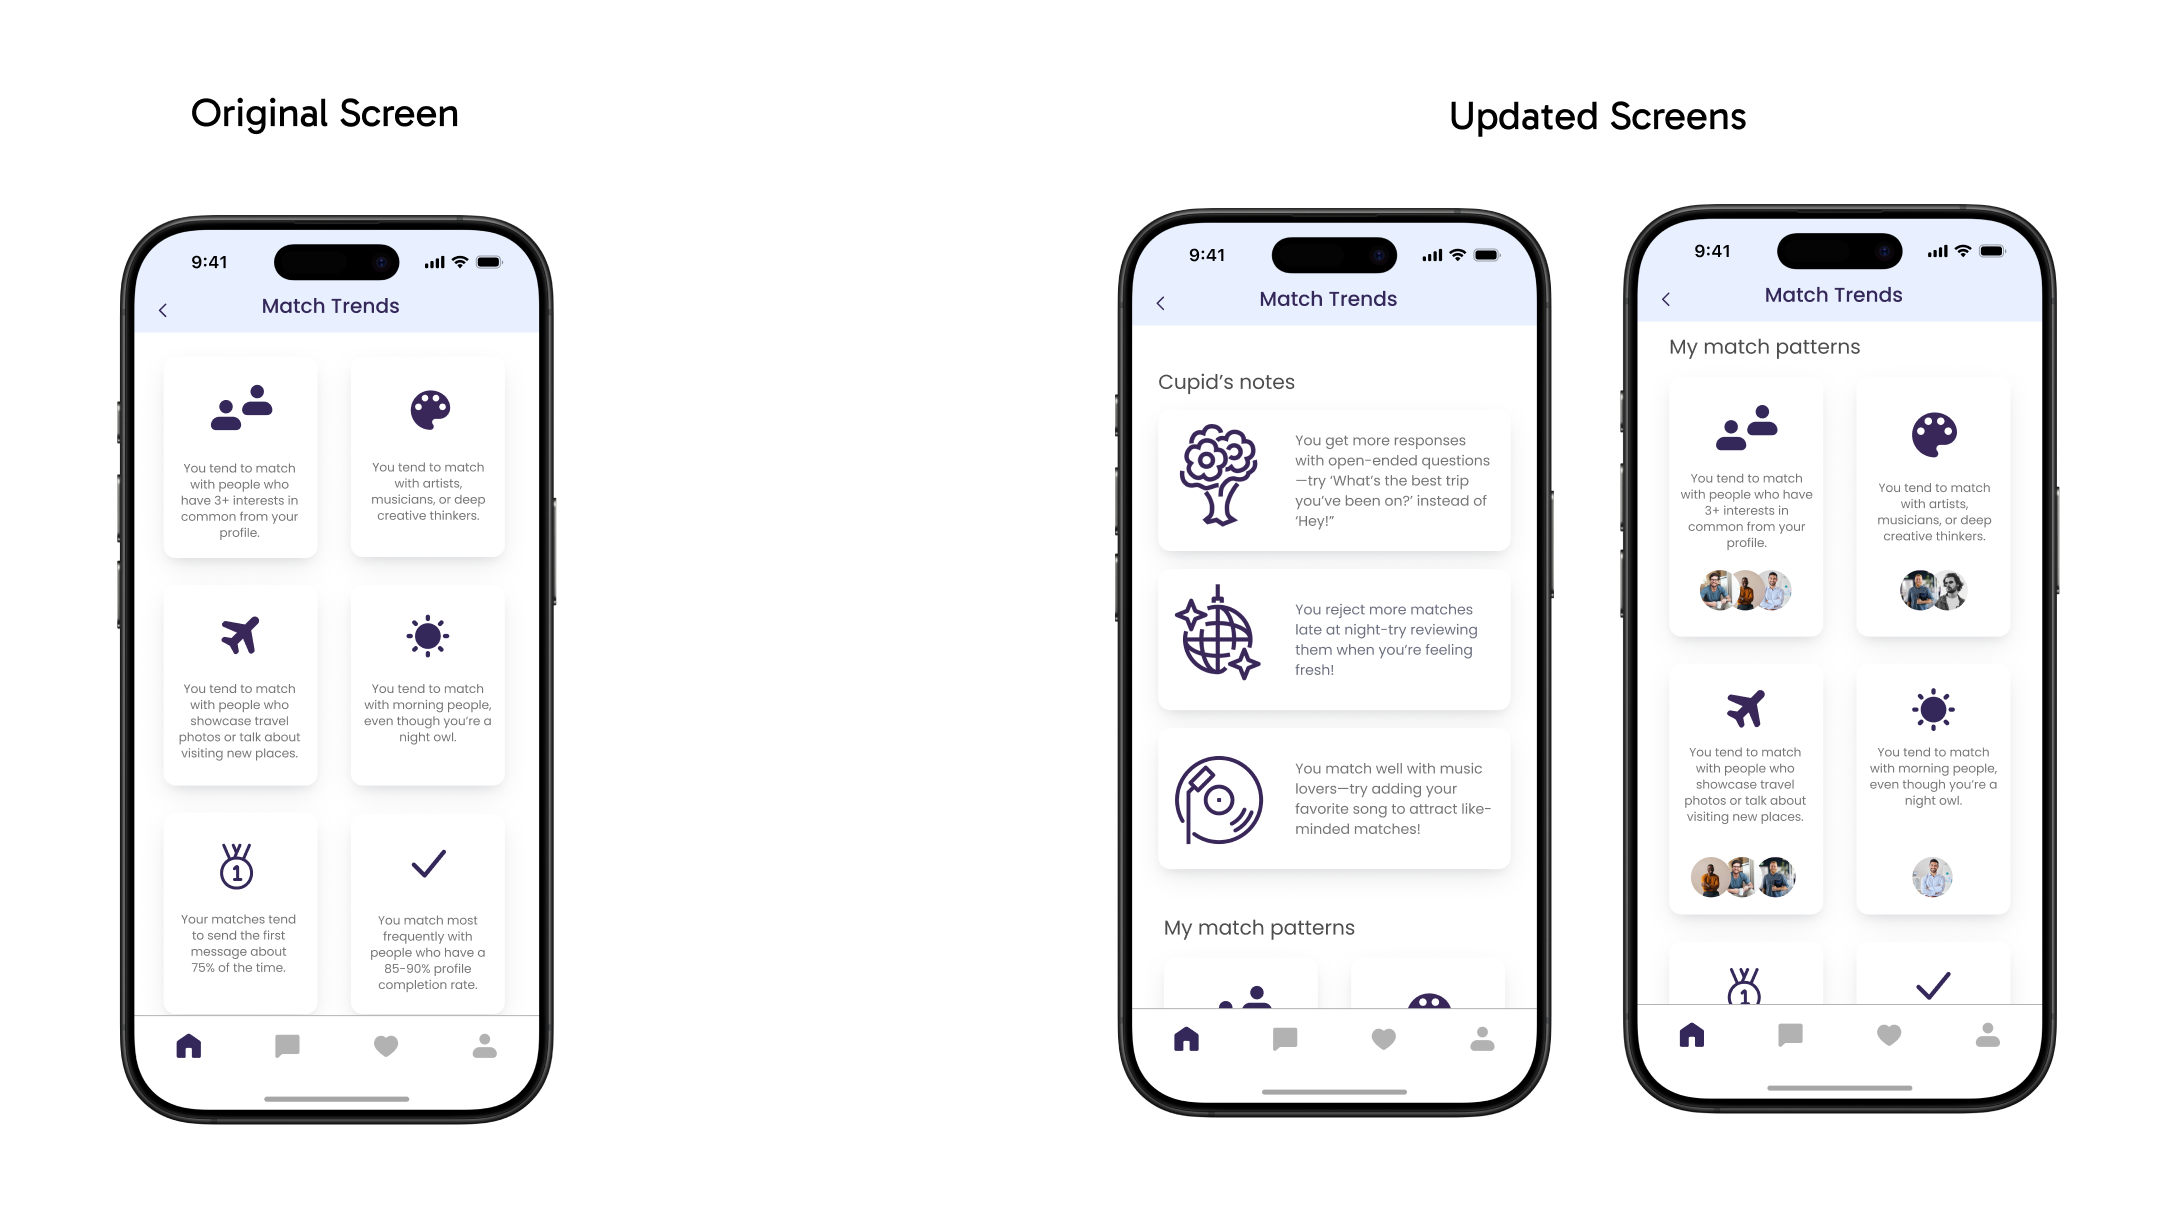 Original Screen
Updated Screens
9:41
Match Trends
You tend to match
with people who
have 3+ interests in
common from your
profile.
You tend to match
with artists,
musicians, or deep
creative thinkers.
You tend to match
with people who
showcase travel
photos or talk about
visiting new places.
You tend to match
with morning people,
even though you're a
night owl.
1
Your matches tend
to send the first
message about
75% of the time.
You match most
frequently with
people who have a
85-90% profile
completion rate.
9:41
Match Trends
Cupid's notes
You get more responses
with open-ended questions
—try ‘What's the best trip
you've been on?’ instead of
‘Hey!”
You reject more matches
late at night-try reviewing
them when you're feeling
fresh!
You match well with music
lovers—try adding your
favorite song to attract like-
minded matches!
My match patterns
9:41
Match Trends
My match patterns
You tend to match
with people who have
3+ interests in
common from your
profile.
You tend to match
with artists,
musicians, or deep
creative thinkers.
You tend to match
with people who
showcase travel
photos or talk about
visiting new places.
You tend to match
with morning people,
even though you're a
night owl.
1